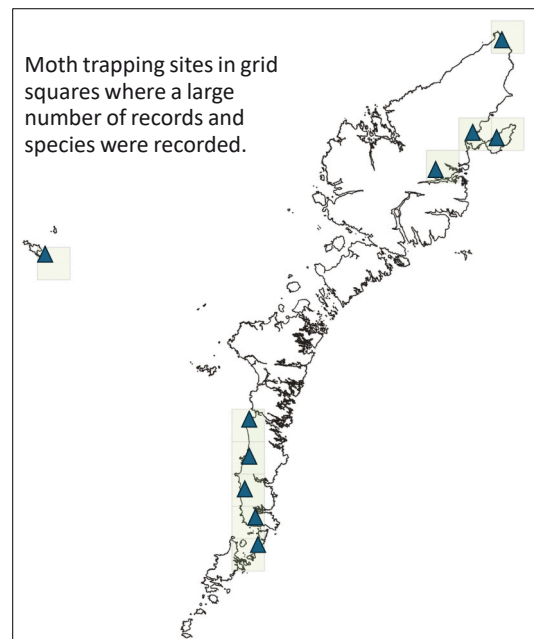 Moth trapping sites in grid
squares where a large
number of records and
species were recorded.